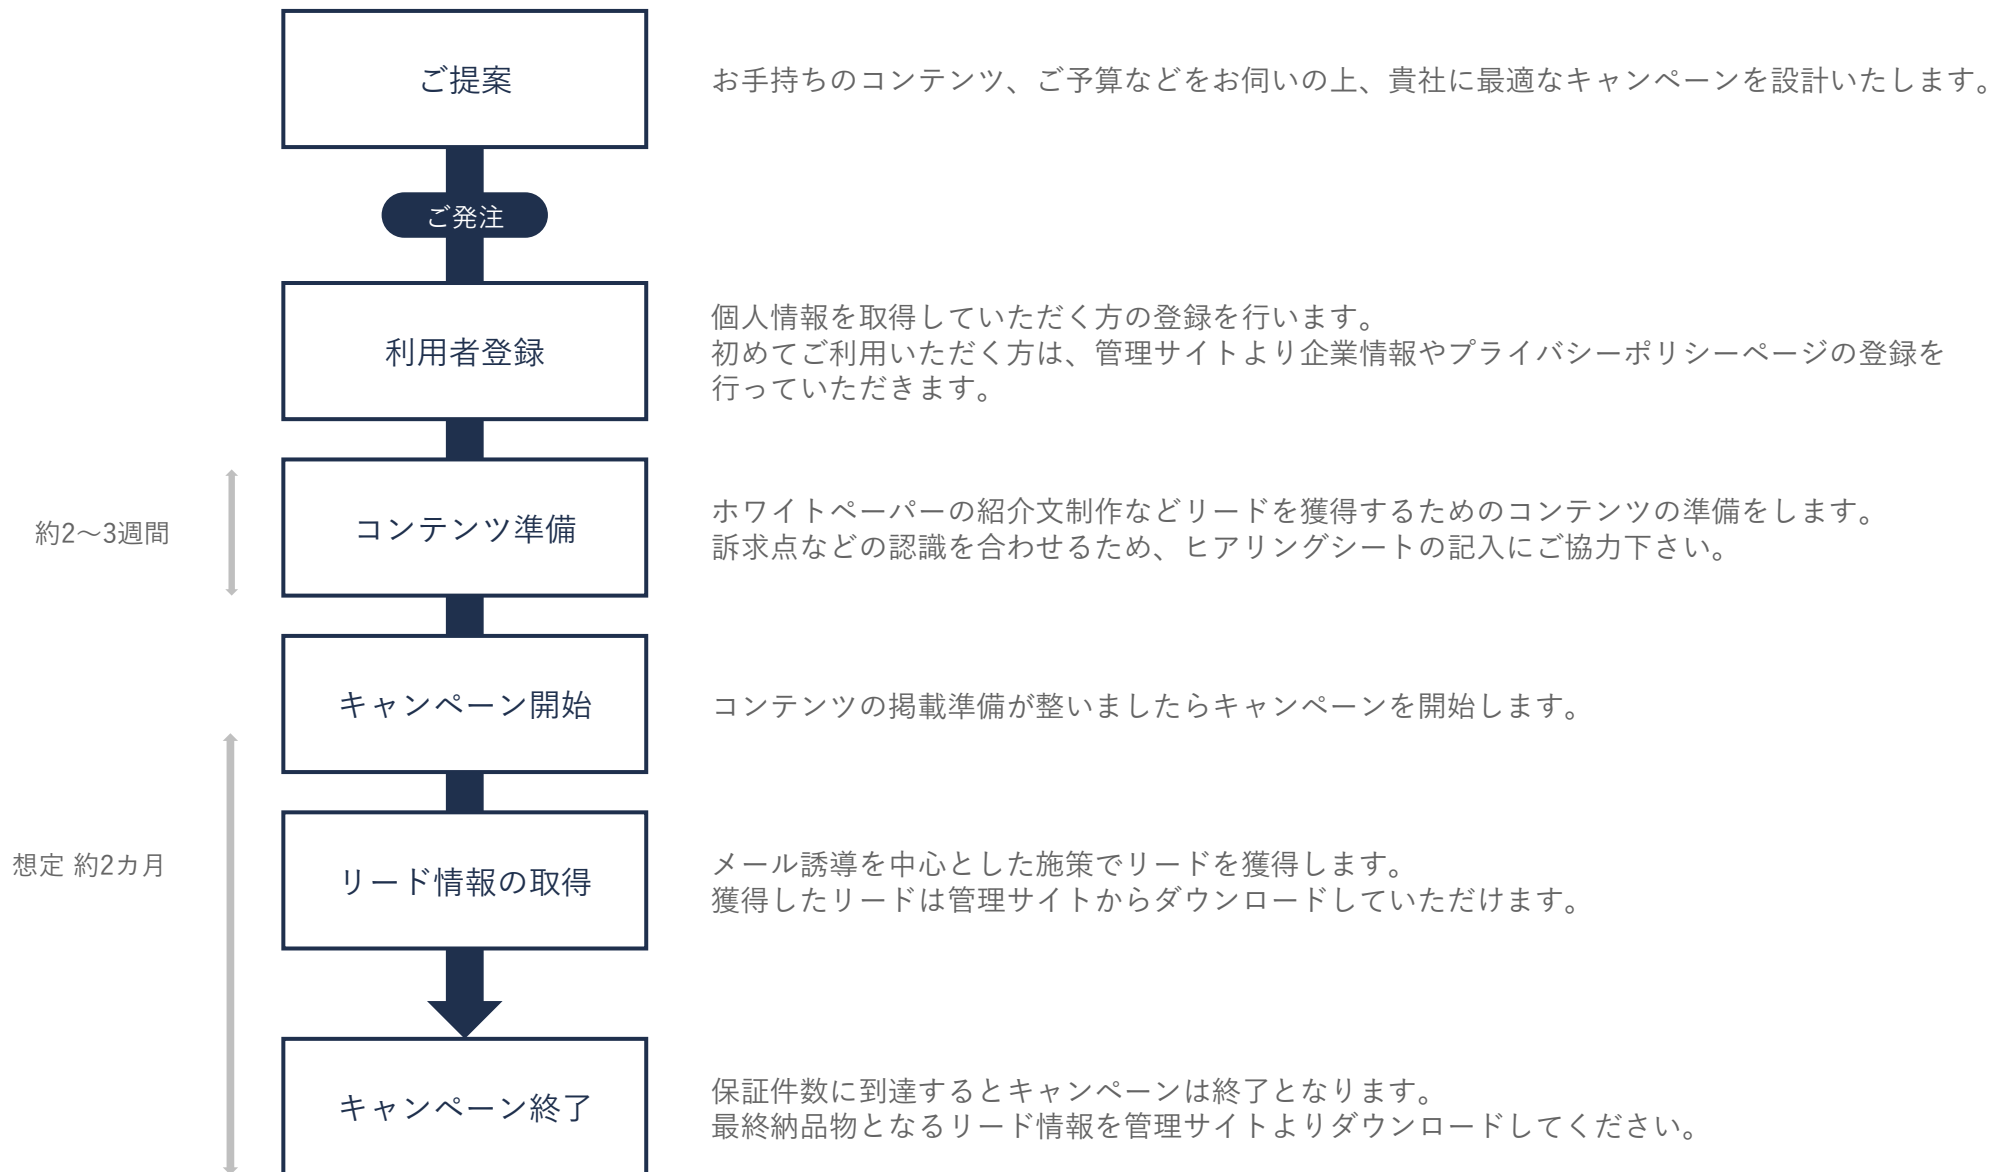 ご提案
お手持ちのコンテンツ、ご予算などをお伺いの上、貴社に最適なキャンペーンを設計いたします。
ご発注
利用者登録
個人情報を取得していただく方の登録を行います。
初めてご利用いただく方は、管理サイトより企業情報やプライバシーポリシーページの登録を
行っていただきます。
約2～3週間
コンテンツ準備
ホワイトペーパーの紹介文制作などリードを獲得するためのコンテンツの準備をします。
訴求点などの認識を合わせるため、ヒアリングシートの記入にご協力下さい。
キャンペーン開始
コンテンツの掲載準備が整いましたらキャンペーンを開始します。
想定 約2カ月
リード情報の取得
メール誘導を中心とした施策でリードを獲得します。
獲得したリードは管理サイトからダウンロードしていただけます。
キャンペーン終了
保証件数に到達するとキャンペーンは終了となります。
最終納品物となるリード情報を管理サイトよりダウンロードしてください。